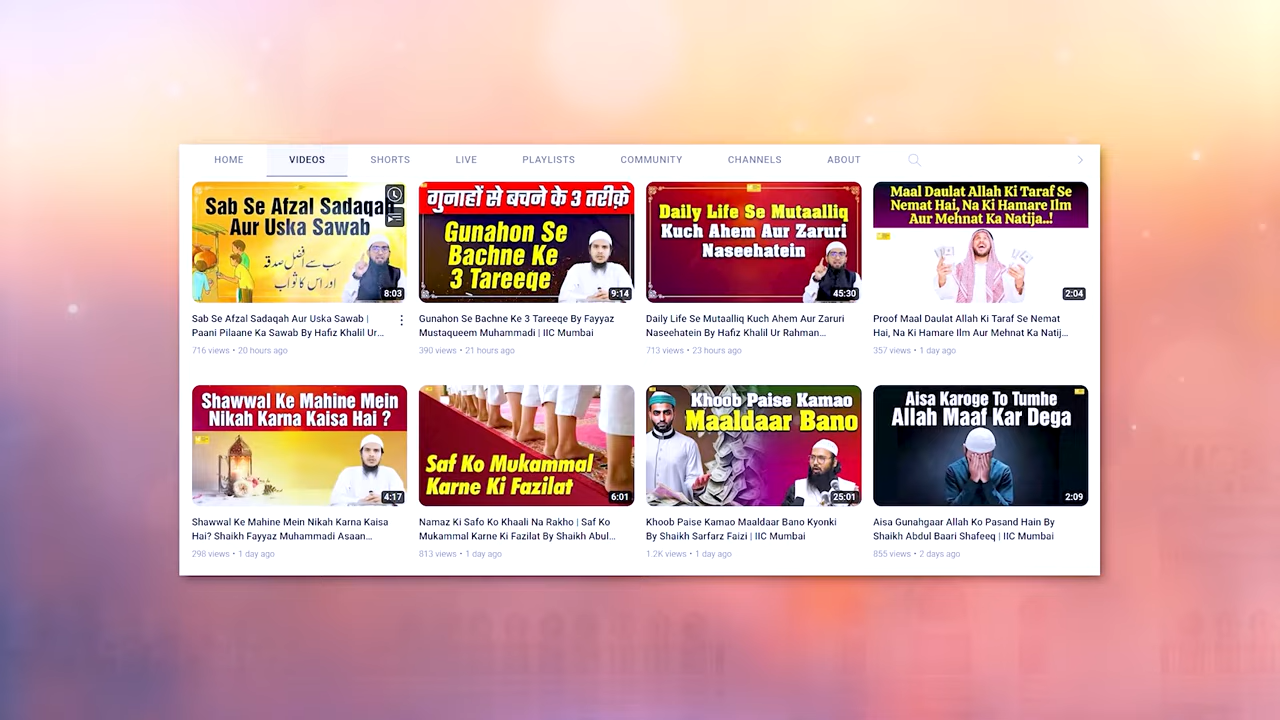 HOME VIDEOS SHORTS LIVE PLAYLISTS COMMUNITY CHANNELS ABOUT
Sab Se Afzal Sadaqah
Aur Uska Sawab
سب سے افضل صدقہ
اور اس کا ثواب
8:03
Sab Se Afzal Sadaqah Aur Uska Sawab |
Paani Pilaane Ka Sawab By Hafiz Khalil Ur...
716 views • 20 hours ago
गुनाहों से बचने के 3 तरीक़े
Gunahon Se
Bachne Ke
3 Tareeqe
9:14
Gunahon Se Bachne Ke 3 Tareeqe By Fayyaz
Mustaqueem Muhammadi | IIC Mumbai
390 views • 21 hours ago
Daily Life Se Mutaalliq
Kuch Ahem Aur Zaruri
Naseehatein
45:30
Daily Life Se Mutaalliq Kuch Ahem Aur Zaruri
Naseehatein By Hafiz Khalil Ur Rahman...
713 views • 23 hours ago
Maal Daulat Allah Ki Taraf Se
Nemat Hai, Na Ki Hamare Ilm
Aur Mehnat Ka Natija..!
2:04
Proof Maal Daulat Allah Ki Taraf Se Nemat
Hai, Na Ki Hamare Ilm Aur Mehnat Ka Natij...
357 views • 1 day ago
Shawwal Ke Mahine Mein
Nikah Karna Kaisa Hai ?
4:17
Shawwal Ke Mahine Mein Nikah Karna Kaisa
Hai? Shaikh Fayyaz Muhammadi Asaan...
298 views • 1 day ago
Saf Ko Mukammal
Karne Ki Fazilat
6:01
Namaz Ki Safo Ko Khaali Na Rakho | Saf Ko
Mukammal Karne Ki Fazilat By Shaikh Abul...
813 views • 1 day ago
Khoob Paise Kamao
Maaldaar Bano
25:01
Khoob Paise Kamao Maaldaar Bano Kyonki
By Shaikh Sarfarz Faizi | IIC Mumbai
1.2K views • 1 day ago
Aisa Karoge To Tumhe
Allah Maaf Kar Dega
2:09
Aisa Gunahgaar Allah Ko Pasand Hain By
Shaikh Abdul Baari Shafeeq | IIC Mumbai
855 views • 2 days ago